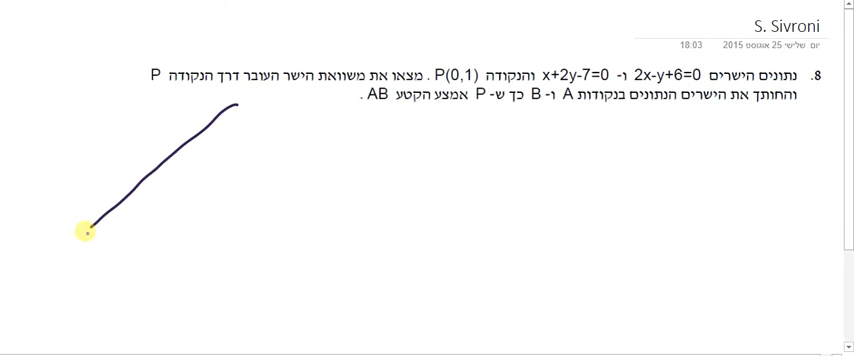 S. Sivroni
יום שלישי 25 אוגוסט 2015 18:03
8. נתונים הישרים 2x-y+6=0 ו- x+2y-7=0 והנקודה P(0,1) . מצאו את משוואת הישר העובר דרך הנקודה P
והחותך את הישרים הנתונים בנקודות A ו- B כך ש- P אמצע הקטע AB .